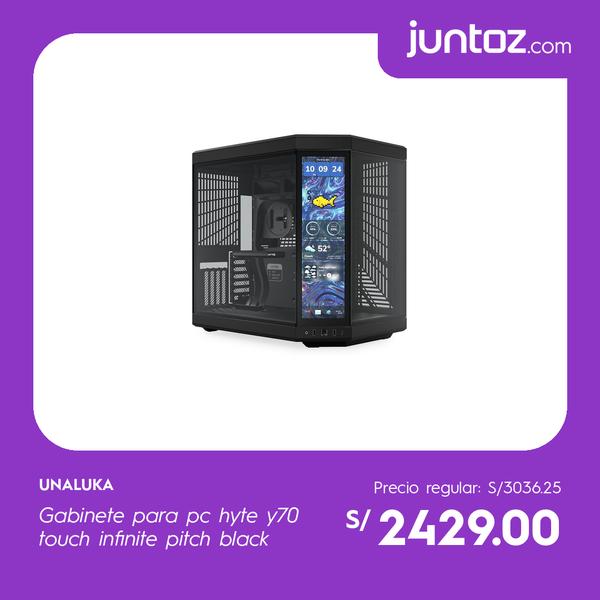 juntoz.com
10 09 24
52°
UNALUKA
Gabinete para pc hyte y70
touch infinite pitch black
Precio regular: S/3036.25
S/ 2429.00